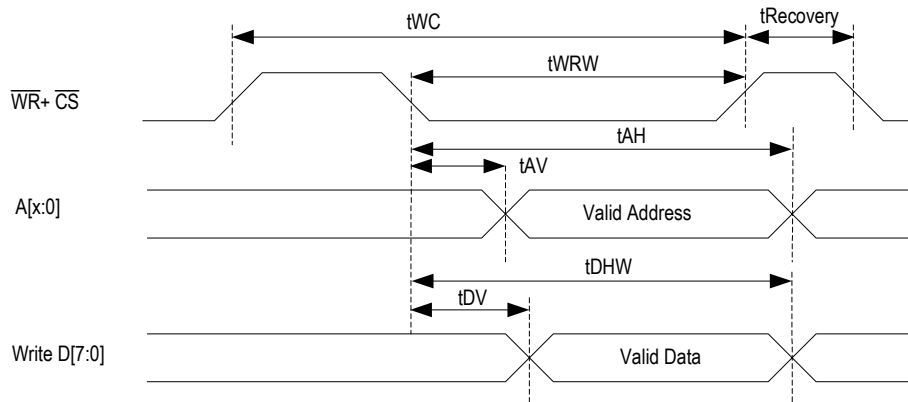 tWC
tRecovery
tWRW
WR+ CS
tAH
tAV
A[x:0]
Valid Address
tDHW
tDV
Write D[7:0]
Valid Data